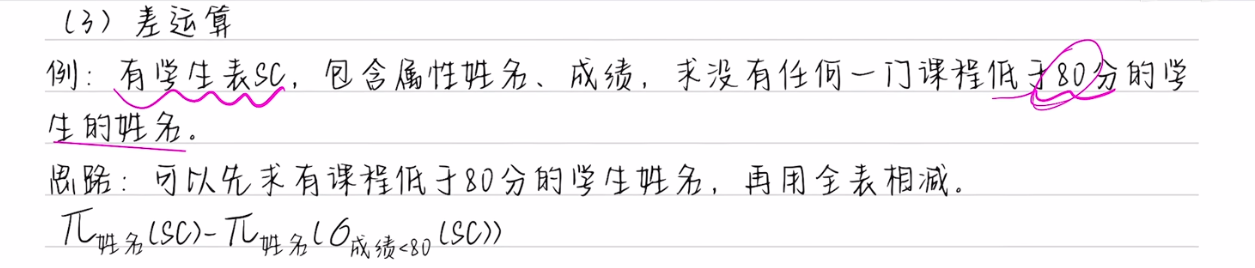 (3) 差运算
例: 有学生表SC, 包含属性姓名、成绩, 求没有任何一门课程低于80分的学
生的姓名。
思路: 可以先求有课程低于80分的学生姓名, 再用全表相减。
π姓名(SC)-π姓名(σ成绩<80(SC))